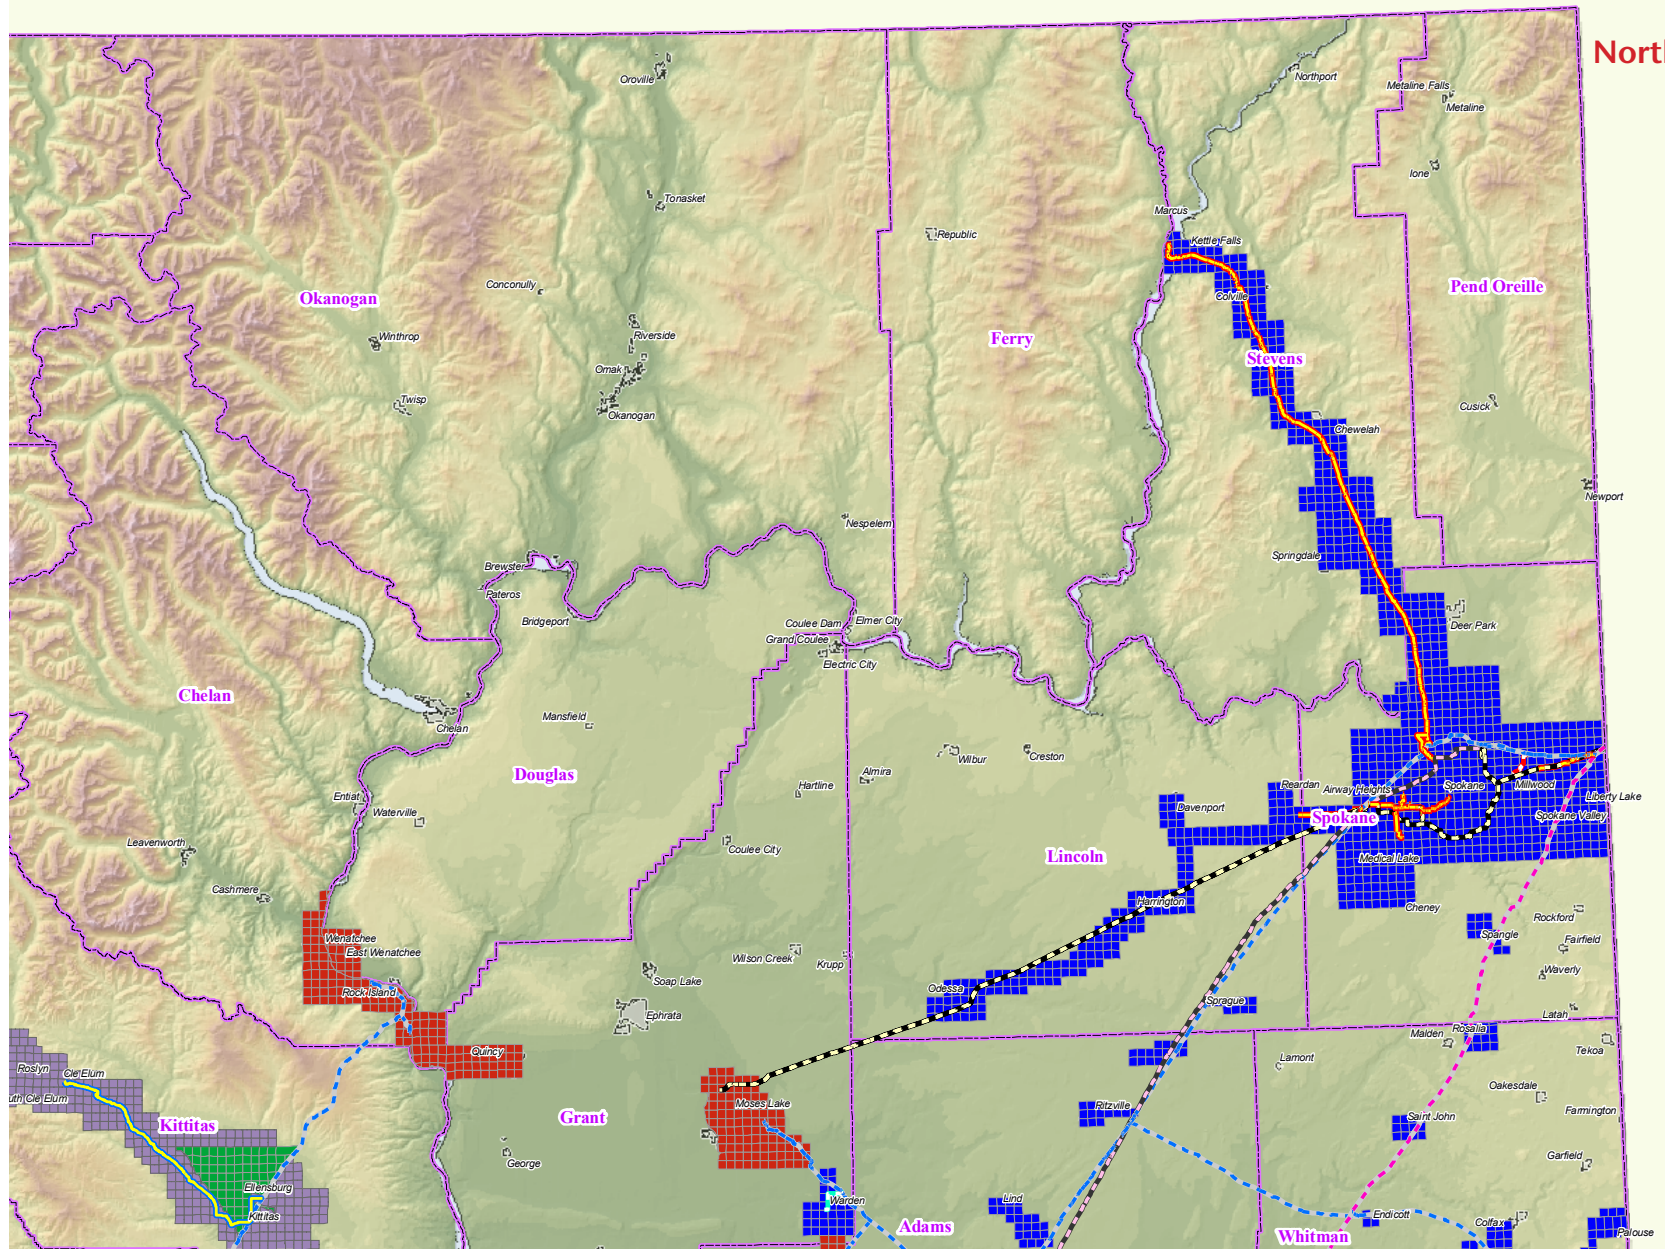 North
Oroville
Northport
Metaline Falls
Metaline
Ione
Tonasket
Marcus
Republic
Kettle Falls
Conconully
Okanogan
Pend Oreille
Colville
Winthrop
Riverside
Ferry
Stevens
Omak
Twisp
Okanogan
Cusick
Chewelah
Newport
Nespelem
Springdale
Brewster
Pateros
Bridgeport
Coulee Dam
Elmer City
Deer Park
Grand Coulee
Electric City
Chelan
Mansfield
Chelan
Wilbur
Creston
Douglas
Almira
Hartline
Reardan
Airway Heights
Spokane
Millwood
Liberty Lake
Entiat
Waterville
Davenport
Spokane
Spokane Valley
Leavenworth
Coulee City
Lincoln
Medical Lake
Cashmere
Harrington
Cheney
Rockford
Wenatchee
Spangle
Fairfield
East Wenatchee
Wilson Creek
Krupp
Waverly
Soap Lake
Rock Island
Odessa
Sprague
Ephrata
Latah
Malden
Rosalia
Quincy
Tekoa
Roslyn
Cle Elum
Lamont
Oakesdale
uth Cle Elum
Moses Lake
Ritzville
Farmington
Kittitas
Grant
Saint John
George
Garfield
Ellensburg
Warden
Lind
Kittitas
Endicott
Adams
Colfax
Whitman
Palouse